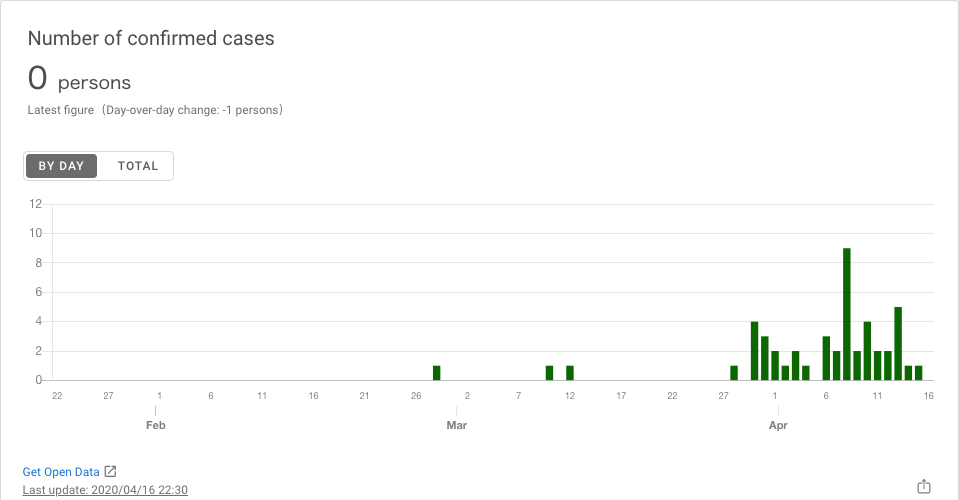 Number of confirmed cases
0 persons
Latest figure（Day-over-day change: -1 persons）
BY DAY TOTAL
12
10
8
6
4
2
0
22 27 1 6 11 16 21 26 2 7 12 17 22 27 1 6 11 16
Feb Mar Apr
Get Open Data
Last update: 2020/04/16 22:30